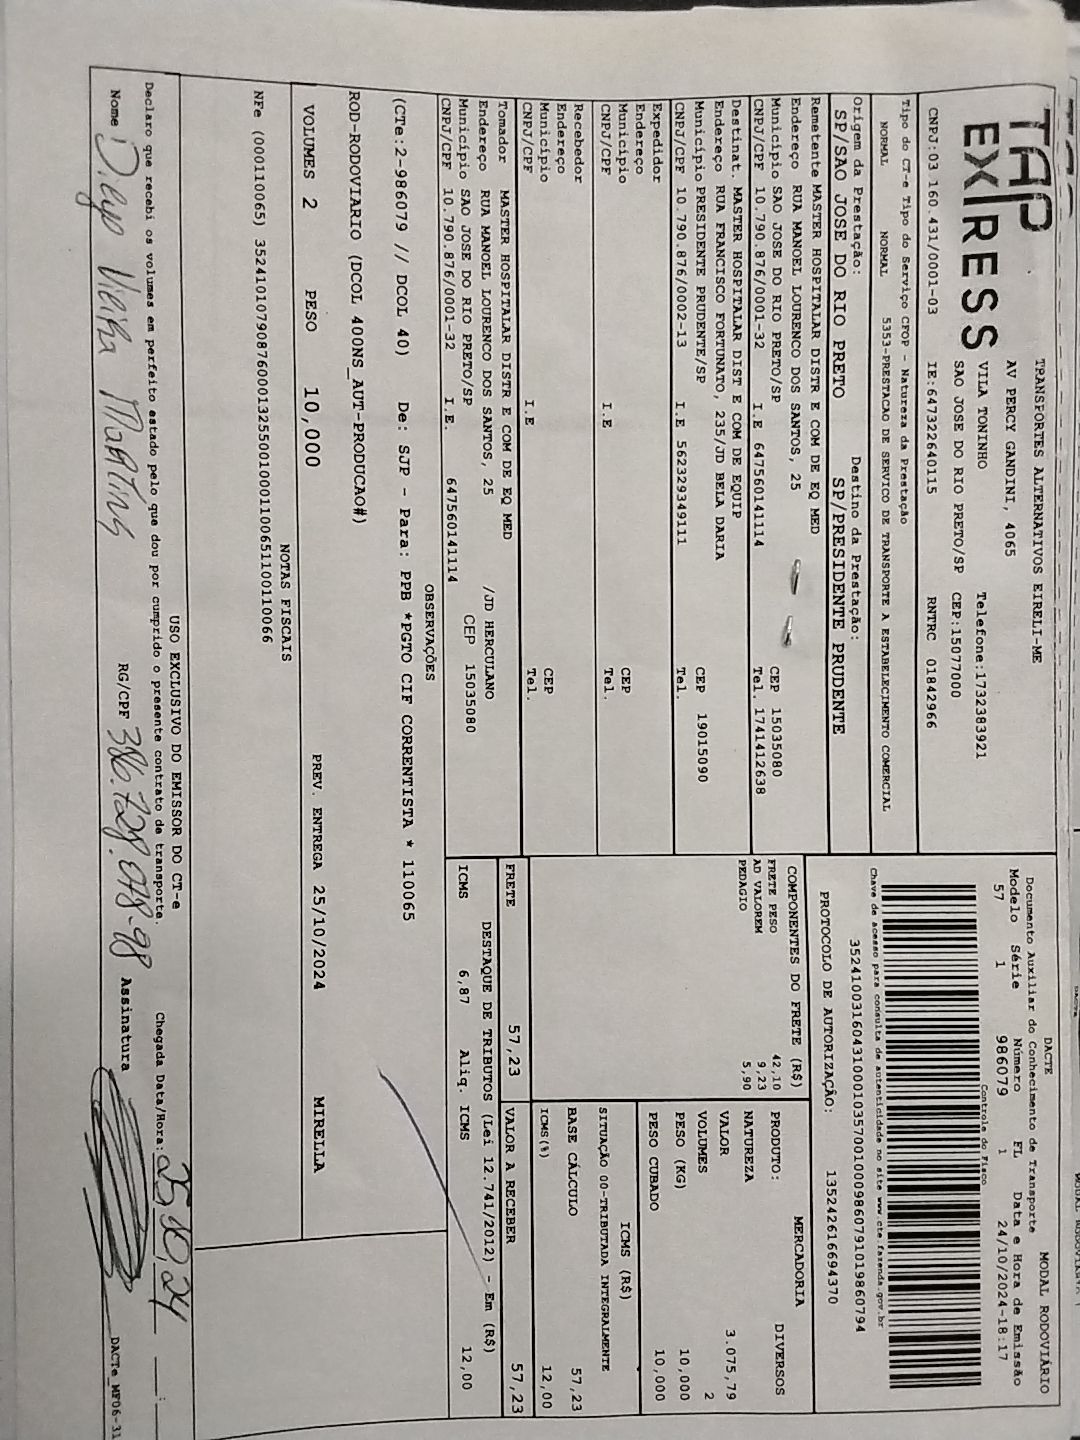 TAP
EXPRESS
TRANSPORTES ALTERNATIVOS EIRELI-ME
AV PERCY GANDINI, 4065
VILA TONINHO Telefone:1732383921
SAO JOSE DO RIO PRETO/SP CEP:15077000
CNPJ:03 160.431/0001-03 IE:647322640115 RNTRC 01842966
DACTE MODAL RODOVIÁRIO
Documento Auxiliar do Conhecimento de Transporte
Modelo Série Número FL Data e Hora de Emissão
57 1 986079 1 24/10/2024-18:17
Controle do Fisco
Chave de acesso para consulta de autenticidade no site www.cte.fazenda.gov.br
35241003160431000103570010009860791019860794
PROTOCOLO DE AUTORIZAÇÃO: 135242616694370
Tipo do CT-e Tipo do Serviço CFOP - Natureza da Prestação
NORMAL NORMAL 5353-PRESTACAO DE SERVICO DE TRANSPORTE A ESTABELECIMENTO COMERCIAL
Origem da Prestação: Destino da Prestação:
SP/SAO JOSE DO RIO PRETO SP/PRESIDENTE PRUDENTE
Remetente MASTER HOSPITALAR DISTR E COM DE EQ MED
Endereço RUA MANOEL LOURENCO DOS SANTOS, 25
Município SAO JOSE DO RIO PRETO/SP CEP 15035080
CNPJ/CPF 10.790.876/0001-32 I.E 647560141114 Tel. 1741412638
Destinat. MASTER HOSPITALAR DIST E COM DE EQUIP
Endereço RUA FRANCISCO FORTUNATO, 235/JD BELA DARIA
Município PRESIDENTE PRUDENTE/SP CEP 19015090
CNPJ/CPF 10.790.876/0002-13 I.E 562329349111 Tel.
Expedidor
Endereço
Município CEP
CNPJ/CPF I.E Tel.
Recebedor
Endereço
Município CEP
CNPJ/CPF I.E Tel.
Tomador MASTER HOSPITALAR DISTR E COM DE EQ MED
Endereço RUA MANOEL LOURENCO DOS SANTOS, 25 /JD HERCULANO
Município SAO JOSE DO RIO PRETO/SP CEP 15035080
CNPJ/CPF 10.790.876/0001-32 I.E. 647560141114
COMPONENTES DO FRETE (R$)
FRETE PESO 42,10
AD VALOREM 9,23
PEDAGIO 5,90
MERCADORIA
PRODUTO: DIVERSOS
NATUREZA
VALOR 3.075,79
VOLUMES 2
PESO (KG) 10,000
PESO CUBADO 10,000
ICMS (R$)
SITUAÇÃO 00-TRIBUTADA INTEGRALMENTE
BASE CÁLCULO 57,23
ICMS(%) 12,00
FRETE 57,23 VALOR A RECEBER 57,23
DESTAQUE DE TRIBUTOS (Lei 12.741/2012) - Em (R$)
ICMS 6,87 Aliq. ICMS 12,00
OBSERVAÇÕES
(CTe:2-986079 // DCOL 40) De: SJP - Para: PPB *PGTO CIF CORRENTISTA * 110065
ROD-RODOVIARIO (DCOL 400NS_AUT-PRODUCAO#)
VOLUMES 2 PESO 10,000 PREV. ENTREGA 25/10/2024 MIRELLA
NOTAS FISCAIS
NFe (000110065) 35241010790876000132550010001100651100110066
USO EXCLUSIVO DO EMISSOR DO CT-e
Declaro que recebi os volumes em perfeito estado pelo que dou por cumprido o presente contrato de transporte. Chegada Data/Hora: 25 10 24 :
Nome Vieira Martins RG/CPF 386.728.078-98 Assinatura
DACTe_MF06-31